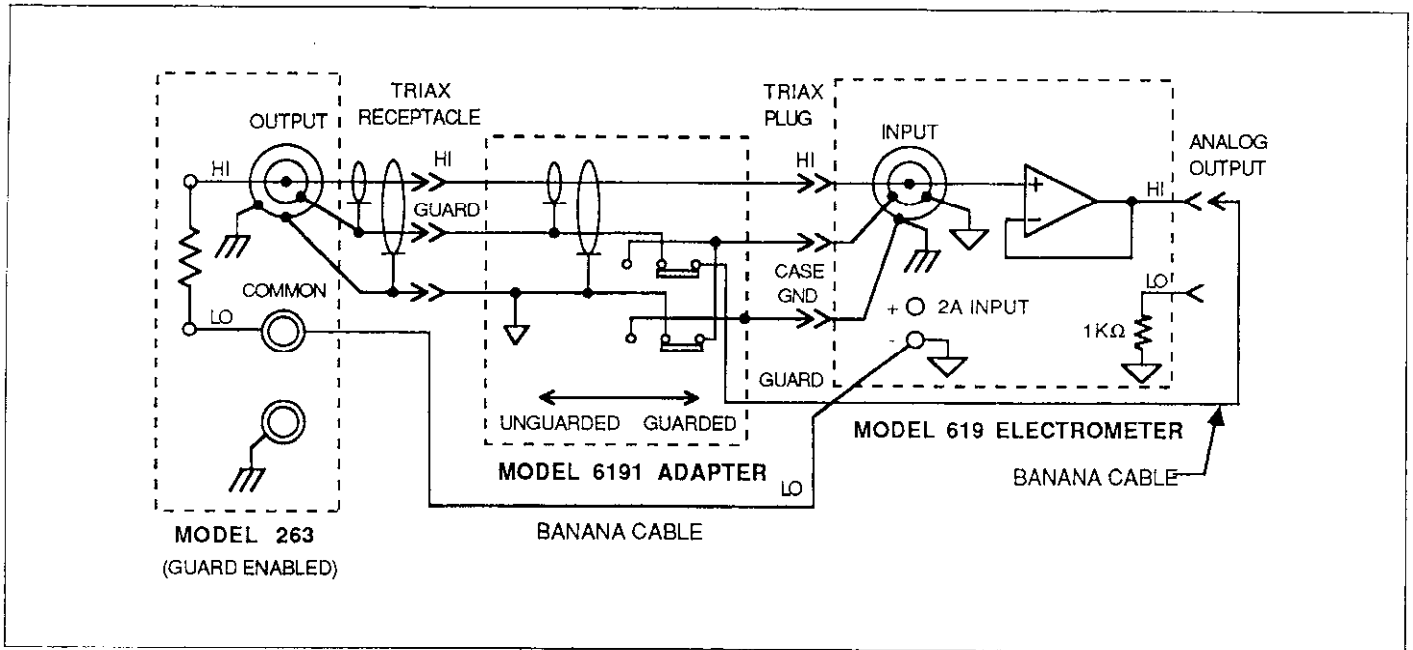 TRIAX
RECEPTACLE
TRIAX
PLUG
OUTPUT
INPUT
ANALOG
OUTPUT
HI
HI
HI
HI
GUARD
COMMON
LO
CASE
GND
LO
+
-
+ 2A INPUT
-
1KΩ
GUARD
UNGUARDED GUARDED
MODEL 619 ELECTROMETER
MODEL 6191 ADAPTER
LO
BANANA CABLE
BANANA CABLE
MODEL 263
(GUARD ENABLED)